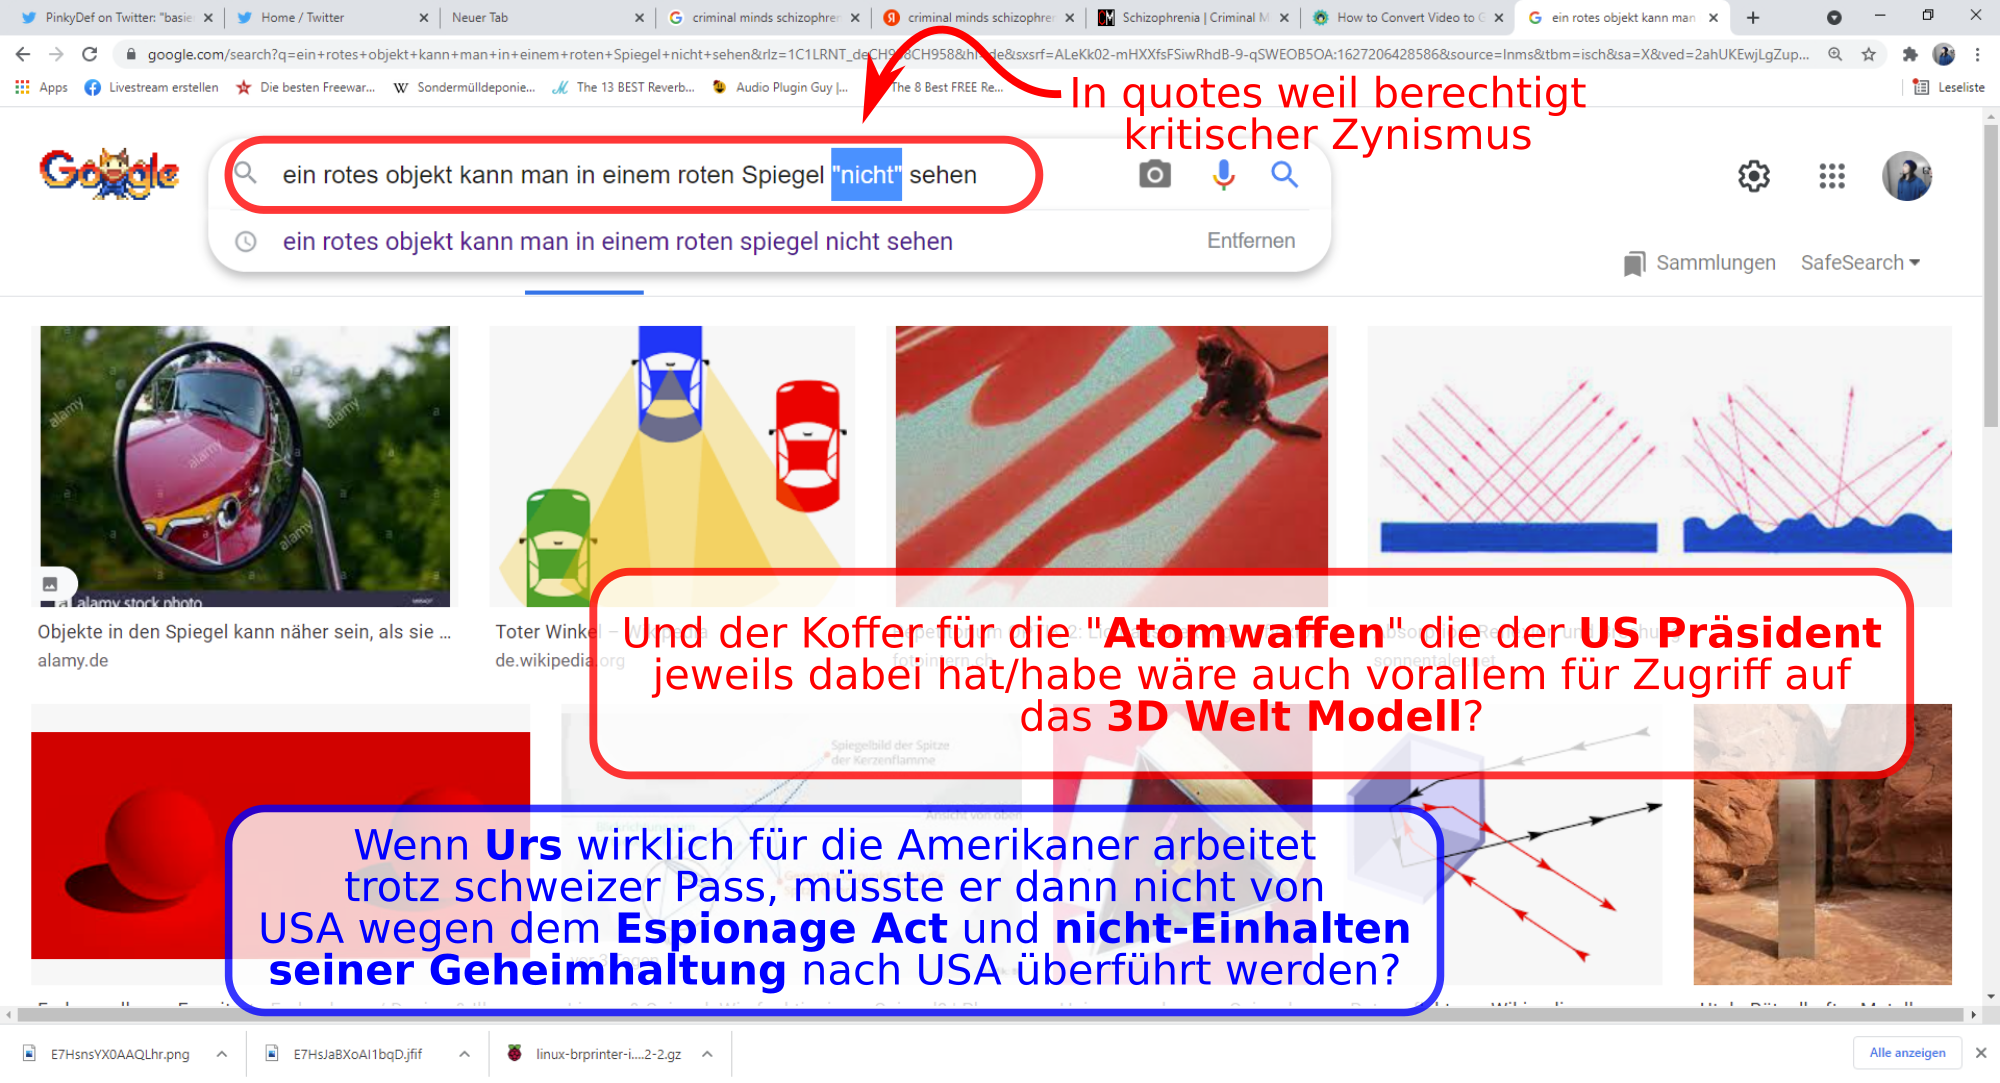 PinkyDef on Twitter: "basie
Home / Twitter
Neuer Tab
criminal minds schizophren
criminal minds schizophren
Schizophrenia | Criminal M
How to Convert Video to G
ein rotes objekt kann man
google.com/search?q=ein+rotes+objekt+kann+man+in+einem+roten+Spiegel+nicht+sehen&rlz=1C1LRNT_deCH958CH958&hl=de&sxsrf=ALeKk02-mHXXfsFSiwRhdB-9-qSWEOB5OA:1627206428586&source=lnms&tbm=isch&sa=X&ved=2ahUKEwjLgZup...
Apps
Livestream erstellen
Die besten Freewar...
Sondermülldeponie...
The 13 BEST Reverb...
Audio Plugin Guy |...
The 8 Best FREE Re...
Leseliste
In quotes weil berechtigt
kritischer Zynismus
Google
ein rotes objekt kann man in einem roten Spiegel "nicht" sehen
ein rotes objekt kann man in einem roten spiegel nicht sehen
Entfernen
Sammlungen
SafeSearch
alamy
alamy
alamy
alamy
alamy stock photo
Objekte in den Spiegel kann näher sein, als sie ...
alamy.de
Toter Winkel – Wikipedia
de.wikipedia.org
Und der Koffer für die "Atomwaffen" die der US Präsident
jeweils dabei hat/habe wäre auch vorallem für Zugriff auf
das 3D Welt Modell?
Spiegelbild der Spitze
der Kerzenflamme
Ansicht von oben
Wenn Urs wirklich für die Amerikaner arbeitet
trotz schweizer Pass, müsste er dann nicht von
USA wegen dem Espionage Act und nicht-Einhalten
seiner Geheimhaltung nach USA überführt werden?
E7HsnsYX0AAQLhr.png
E7HsJaBXoAI1bqD.jfif
linux-brprinter-i....2-2.gz
Alle anzeigen